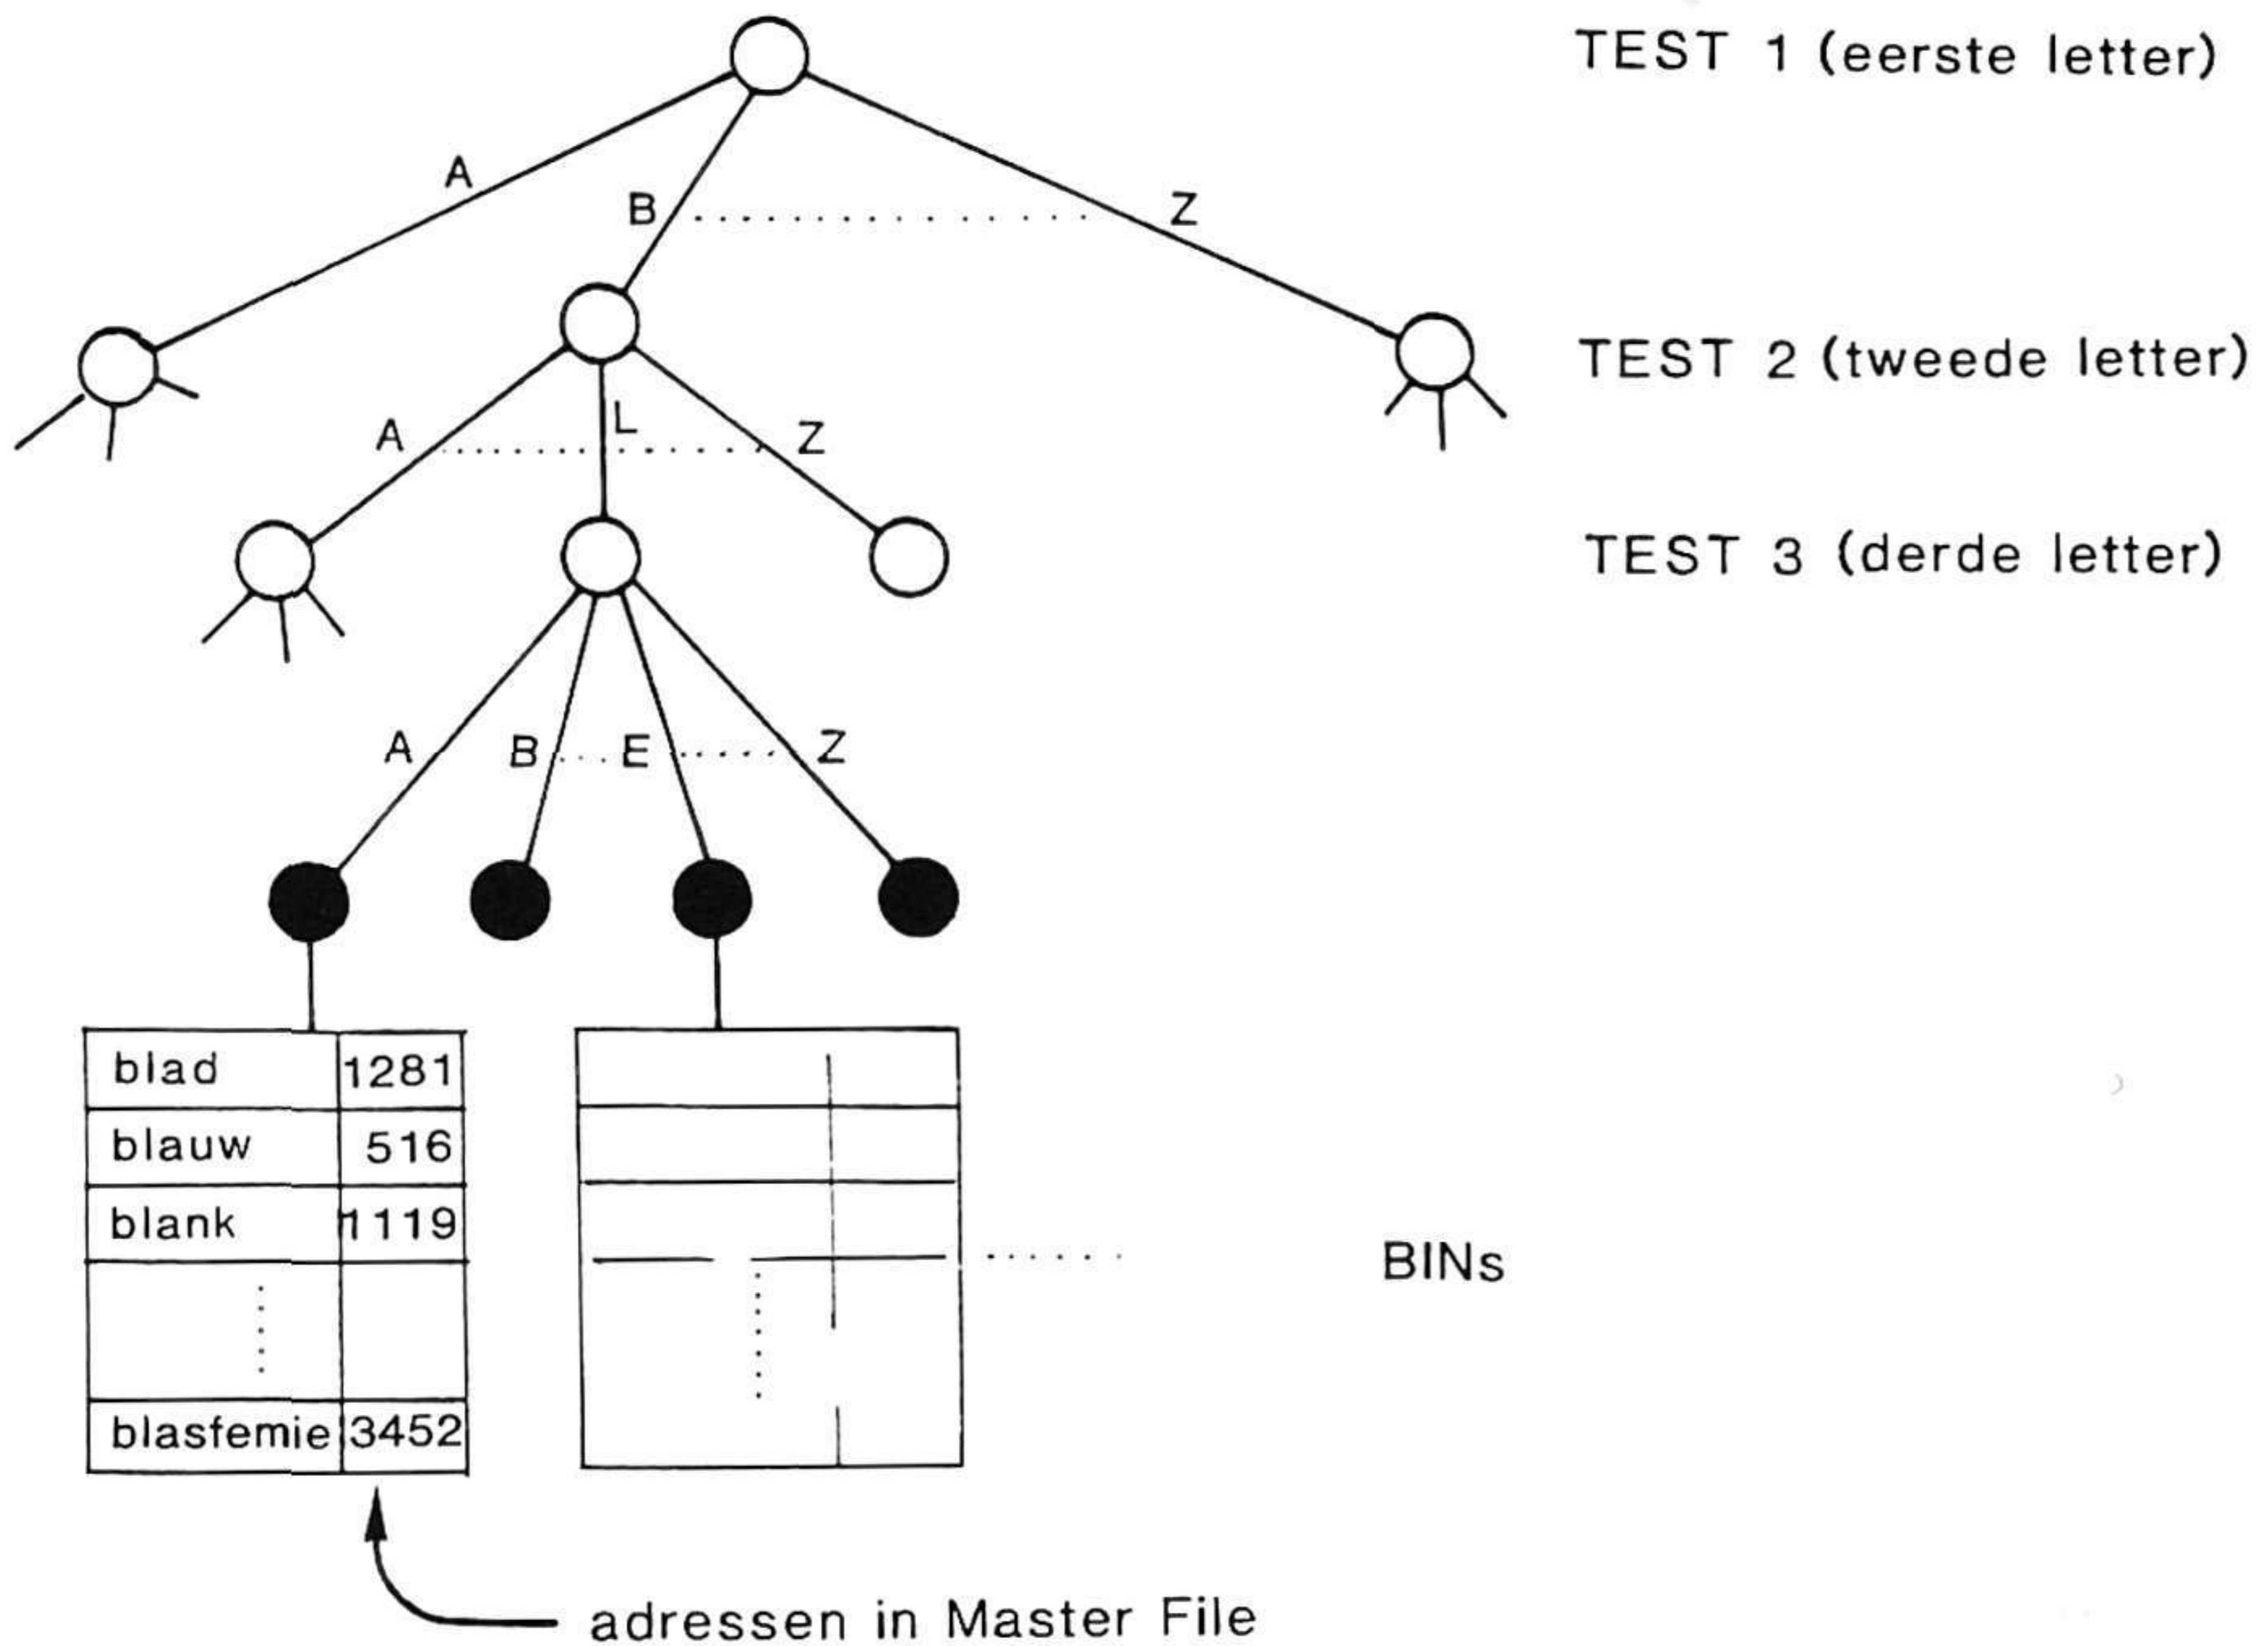 TEST 1 (eerste letter)
A
B
Z
TEST 2 (tweede letter)
A
L
Z
TEST 3 (derde letter)
A B E Z
blad 1281
blauw 516
blank 1119
BINs
blasfemie 3452
adressen in Master File